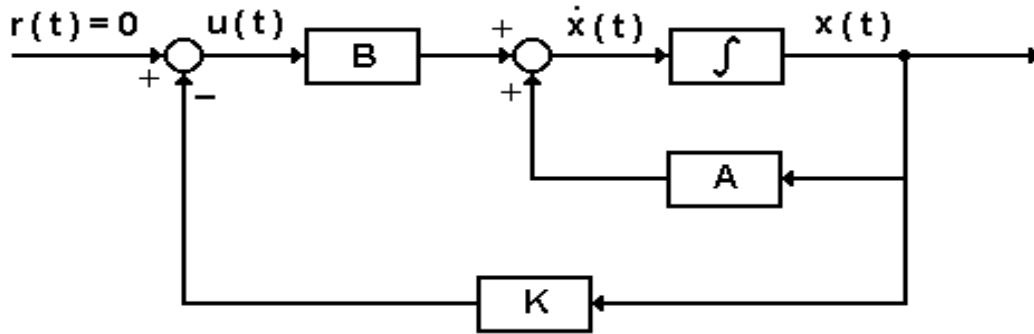 r(t)=0 u(t) B + ẋ(t) ∫ x(t)
+ − +
A
K